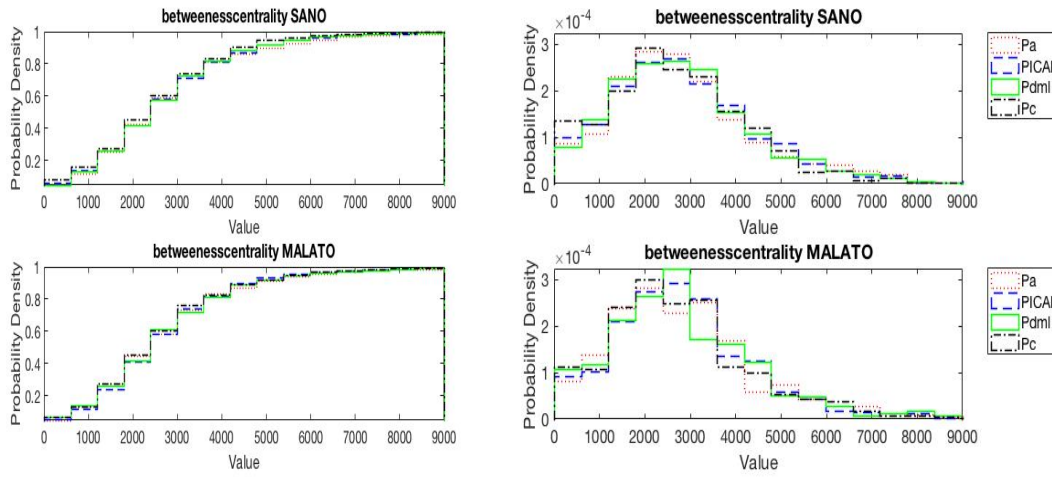 betweenesscentrality SANO
Probability Density
1
0.8
0.6
0.4
0.2
0 1000 2000 3000 4000 5000 6000 7000 8000 9000
Value
betweenesscentrality SANO
×10-4
Probability Density
3
2
1
0
0 1000 2000 3000 4000 5000 6000 7000 8000 9000
Value
Pa
PICAI
Pdml
Pc
betweenesscentrality MALATO
Probability Density
1
0.8
0.6
0.4
0.2
0 1000 2000 3000 4000 5000 6000 7000 8000 9000
Value
betweenesscentrality MALATO
×10-4
Probability Density
3
2
1
0
0 1000 2000 3000 4000 5000 6000 7000 8000 9000
Value
Pa
PICAI
Pdml
Pc